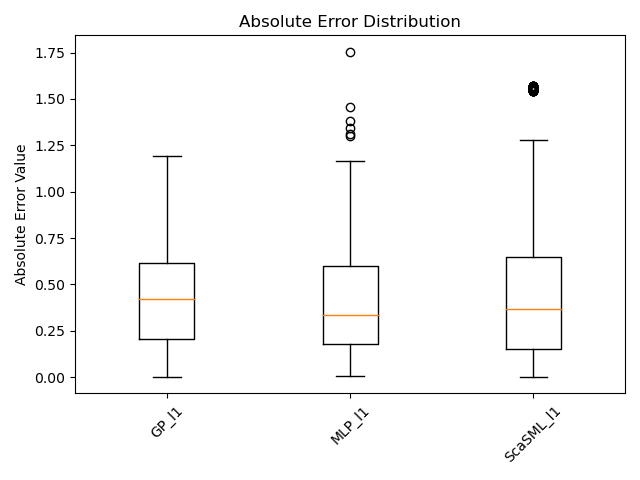 Absolute Error Distribution
Absolute Error Value
1.75
1.50
1.25
1.00
0.75
0.50
0.25
0.00
GP_l1
MLP_l1
ScaSML_l1